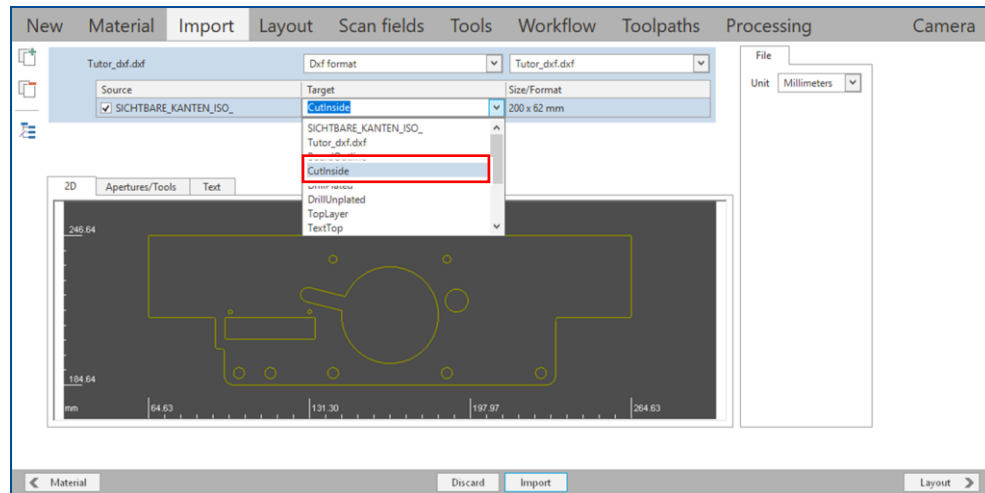 New Material Import Layout Scan fields Tools Workflow Toolpaths Processing Camera
Tutor_dxf.dxf Dxf format Tutor_dxf.dxf
Source Target Size/Format
SICHTBARE_KANTEN_ISO_ CutInside 200 x 62 mm
SICHTBARE_KANTEN_ISO_
Tutor_dxf.dxf
CutInside
DrillUnplated
TopLayer
TextTop
File
Unit Millimeters
2D Apertures/Tools Text
246.64
184.64
mm 64.63 131.30 197.97 264.63
Material Discard Import Layout